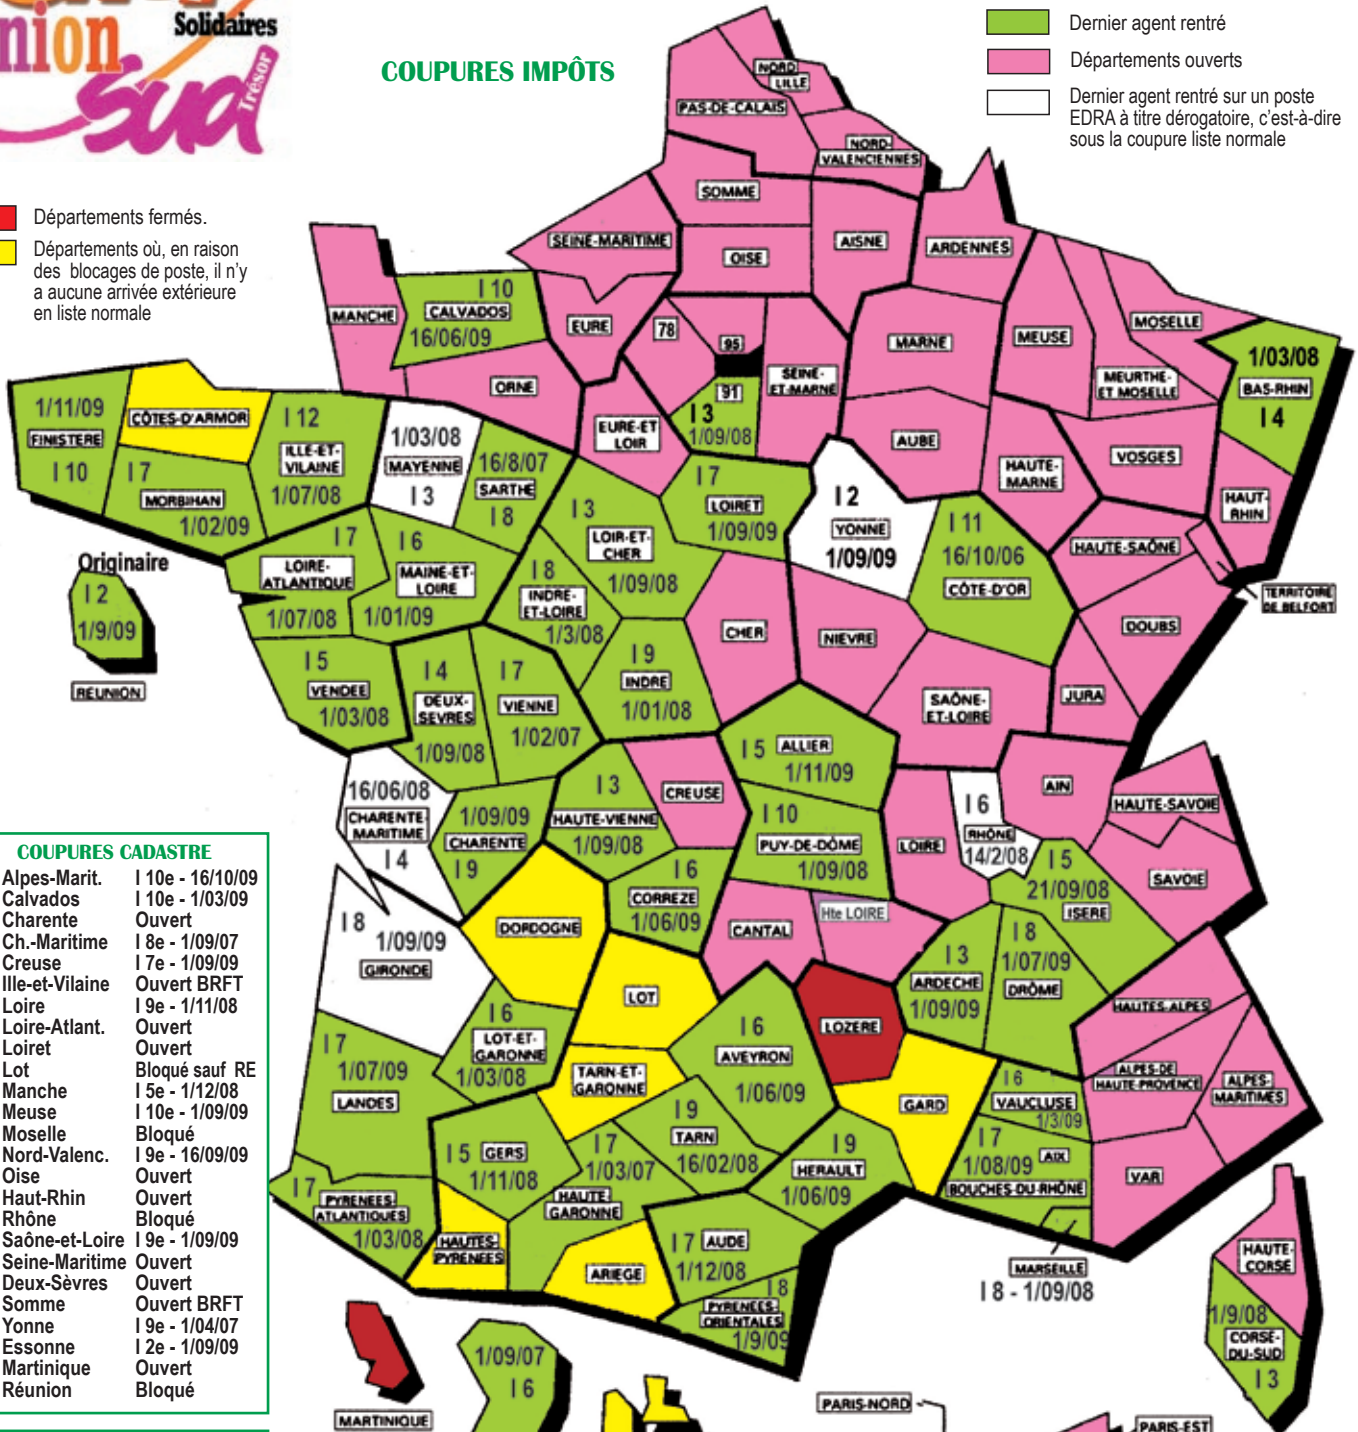 Solidaires
nion
Sud
Trésor
COUPURES IMPÔTS
Dernier agent rentré
Départements ouverts
Dernier agent rentré sur un poste
EDRA à titre dérogatoire, c'est-à-dire
sous la coupure liste normale
Départements fermés.
Départements où, en raison
des blocages de poste, il n'y
a aucune arrivée extérieure
en liste normale
NORD
LILLE
PAS-DE-CALAIS
NORD-
VALENCIENNES
SOMME
SEINE-MARITIME
OISE
AISNE
ARDENNES
MANCHE
I 10
CALVADOS
16/06/09
EURE
78
95
SEINE-
ET-MARNE
MARNE
MEUSE
MOSELLE
MEURTHE-
ET MOSELLE
1/03/08
BAS-RHIN
I 4
ORNE
91
I 3
1/09/08
EURE-ET
LOIR
AUBE
HAUTE-
MARNE
VOSGES
HAUT-
RHIN
1/11/09
FINISTERE
I 10
CÔTES-D'ARMOR
I 7
MORBIHAN
1/02/09
I 12
ILLE-ET-
VILAINE
1/07/08
1/03/08
MAYENNE
I 3
16/8/07
SARTHE
I 8
I 3
LOIR-ET-
CHER
1/09/08
I 7
LOIRET
1/09/09
I 2
YONNE
1/09/09
I 11
16/10/06
CÔTE-D'OR
HAUTE-SAÔNE
TERRITOIRE
DE BELFORT
DOUBS
JURA
Originaire
I 2
1/9/09
REUNION
I 7
LOIRE-
ATLANTIQUE
1/07/08
I 6
MAINE-ET-
LOIRE
1/01/09
I 8
INDRE-
ET-LOIRE
1/3/08
CHER
NIEVRE
SAÔNE-
ET-LOIRE
I 5
VENDEE
1/03/08
I 4
DEUX-
SEVRES
1/09/08
I 7
VIENNE
1/02/07
I 9
INDRE
1/01/08
I 5
ALLIER
1/11/09
AIN
HAUTE-SAVOIE
SAVOIE
16/06/08
CHARENTE-
MARITIME
I 4
1/09/09
CHARENTE
I 9
I 3
HAUTE-VIENNE
1/09/08
CREUSE
I 10
PUY-DE-DÔME
1/09/08
LOIRE
I 6
RHÔNE
14/2/08
I 5
21/09/08
ISERE
I 6
CORREZE
1/06/09
CANTAL
Hte LOIRE
I 3
ARDECHE
1/09/09
I 8
1/07/09
DRÔME
HAUTES-ALPES
I 8
1/09/09
GIRONDE
DORDOGNE
LOT
I 6
AVEYRON
1/06/09
LOZERE
GARD
I 6
VAUCLUSE
1/3/09
ALPES-DE
HAUTE-PROVENCE
ALPES-
MARITIMES
I 6
LOT-ET-
GARONNE
1/03/08
TARN-ET-
GARONNE
I 7
1/07/09
LANDES
I 5
GERS
1/11/08
I 7
1/03/07
HAUTE
GARONNE
I 9
TARN
16/02/08
I 9
HERAULT
1/06/09
I 7
1/08/09
AIX
BOUCHES-DU-RHÔNE
VAR
I 7
PYRENEES-
ATLANTIQUES
1/03/08
HAUTES-
PYRENEES
ARIEGE
I 7
AUDE
1/12/08
I 8
PYRENEES-
ORIENTALES
1/9/09
MARSEILLE
I 8 - 1/09/08
HAUTE-
CORSE
1/9/08
CORSE-
DU-SUD
I 3
COUPURES CADASTRE
Alpes-Marit. I 10e - 16/10/09
Calvados I 10e - 1/03/09
Charente Ouvert
Ch.-Maritime I 8e - 1/09/07
Creuse I 7e - 1/09/09
Ille-et-Vilaine Ouvert BRFT
Loire I 9e - 1/11/08
Loire-Atlant. Ouvert
Loiret Ouvert
Lot Bloqué sauf RE
Manche I 5e - 1/12/08
Meuse I 10e - 1/09/09
Moselle Bloqué
Nord-Valenc. I 9e - 16/09/09
Oise Ouvert
Haut-Rhin Ouvert
Rhône Bloqué
Saône-et-Loire I 9e - 1/09/09
Seine-Maritime Ouvert
Deux-Sèvres Ouvert
Somme Ouvert BRFT
Yonne I 9e - 1/04/07
Essonne I 2e - 1/09/09
Martinique Ouvert
Réunion Bloqué
MARTINIQUE
1/09/07
I 6
PARIS-NORD
PARIS-EST